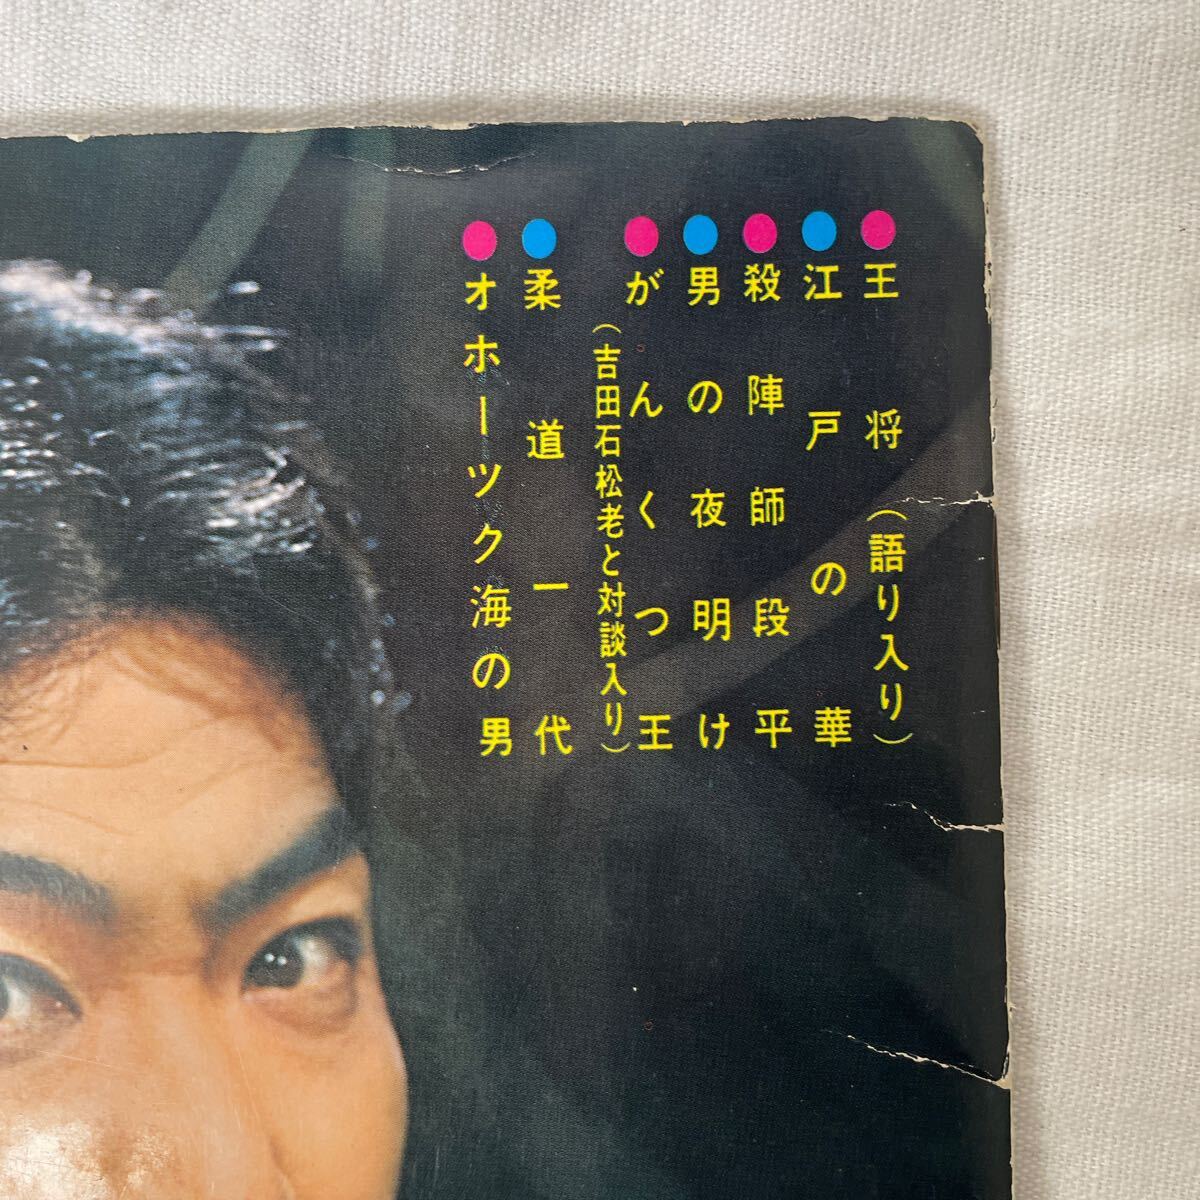 王将（語り入り）
江戸の華
殺陣師段平
男の夜明け
がんくつ王
（吉田石松老と対談入り）
柔道一代
オホーツク海の男